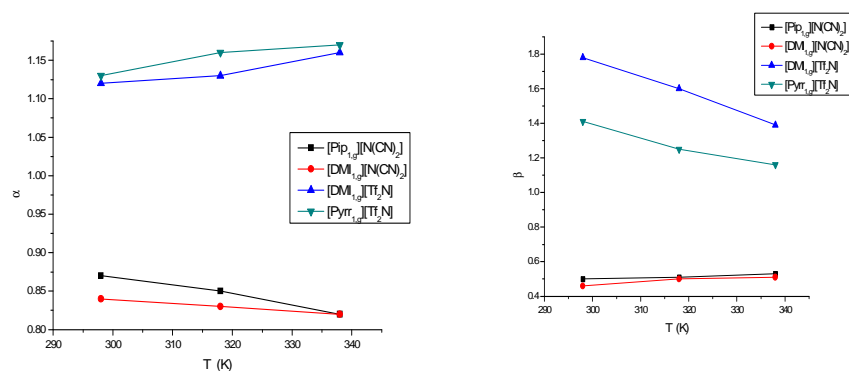 1.15
1.10
1.05
1.00
0.95
0.90
0.85
0.80
α
290 300 310 320 330 340
T (K)
[Pip1,g][N(CN)2]
[DMI1,g][N(CN)2]
[DMI1,g][Tf2N]
[Pyrr1,g][Tf2N]
[Pip1,g][N(CN)2]
[DMI1,g][N(CN)2]
[DMI1,g][Tf2N]
[Pyrr1,g][Tf2N]
1.8
1.6
1.4
1.2
1.0
0.8
0.6
0.4
β
290 300 310 320 330 340
T (K)